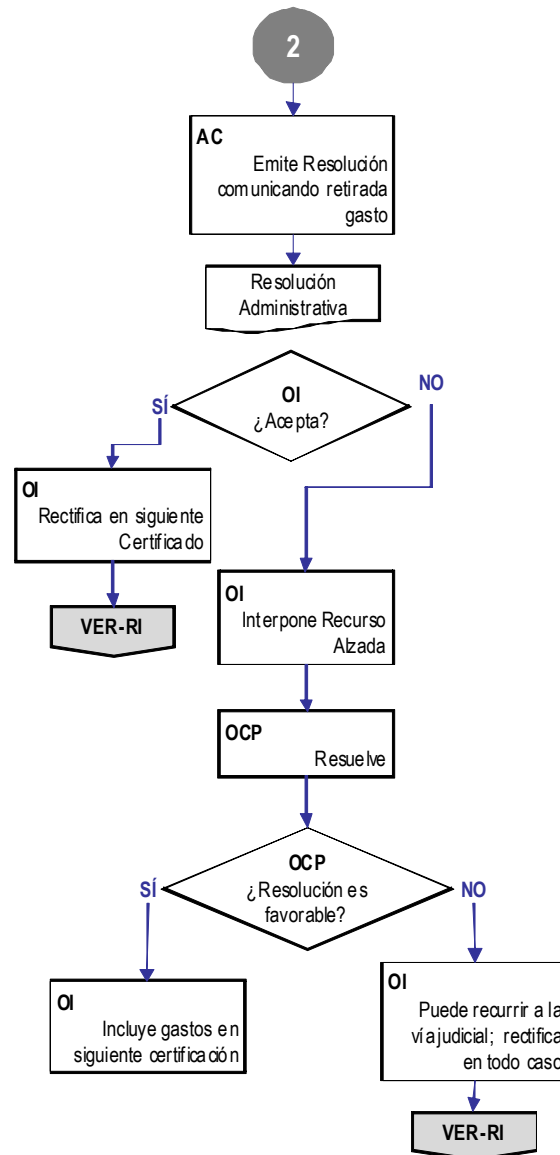 2
AC
Emite Resolución
comunicando retirada
gasto
Resolución
Administrativa
OI
¿Acepta?
SÍ
NO
OI
Rectifica en siguiente
Certificado
VER-RI
OI
Interpone Recurso
Alzada
OCP
Resuelve
OCP
¿Resolución es
favorable?
SÍ
NO
OI
Incluye gastos en
siguiente certificación
OI
Puede recurrir a la
vía judicial; rectifica
en todo caso
VER-RI